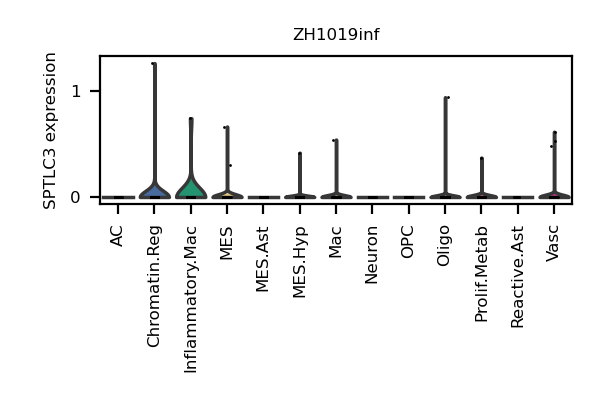 ZH1019inf
SPTLC3 expression
1
0
AC
Chromatin.Reg
Inflammatory.Mac
MES
MES.Ast
MES.Hyp
Mac
Neuron
OPC
Oligo
Prolif.Metab
Reactive.Ast
Vasc